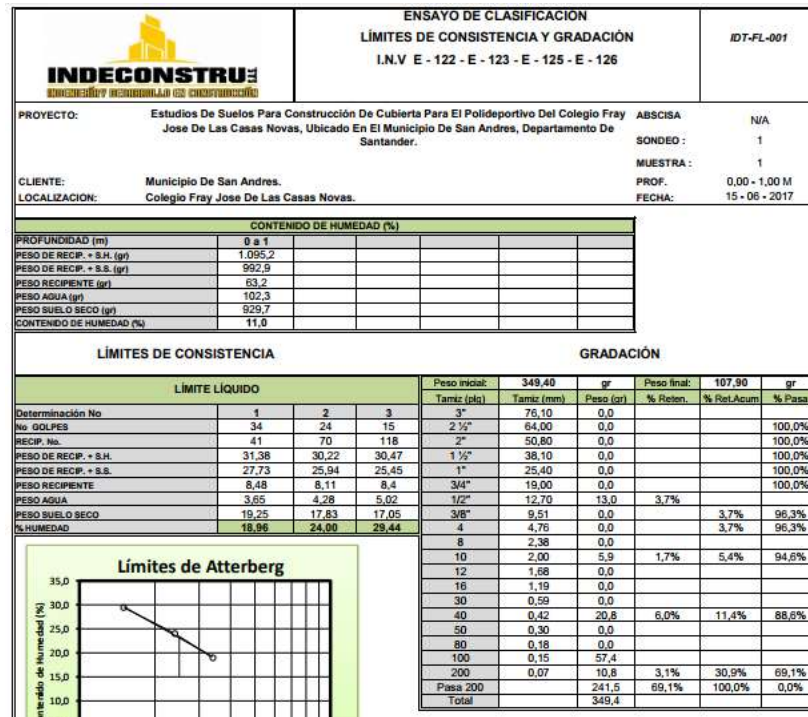 INDECONSTRU S.A.S
INGENIERÍA Y DESARROLLO EN CONSTRUCCIÓN
ENSAYO DE CLASIFICACION
LÍMITES DE CONSISTENCIA Y GRADACIÓN
I.N.V E - 122 - E - 123 - E - 125 - E - 126
IDT-FL-001
PROYECTO: Estudios De Suelos Para Construcción De Cubierta Para El Polideportivo Del Colegio Fray
Jose De Las Casas Novas, Ubicado En El Municipio De San Andres, Departamento De
Santander.
ABSCISA N/A
SONDEO : 1
MUESTRA : 1
CLIENTE: Municipio De San Andres. PROF. 0,00 - 1,00 M
LOCALIZACION: Colegio Fray Jose De Las Casas Novas. FECHA: 15 - 06 - 2017
CONTENIDO DE HUMEDAD (%)
PROFUNDIDAD (m) 0 a 1
PESO DE RECIP. + S.H. (gr) 1.095,2
PESO DE RECIP. + S.S. (gr) 992,9
PESO RECIPIENTE (gr) 63,2
PESO AGUA (gr) 102,3
PESO SUELO SECO (gr) 929,7
CONTENIDO DE HUMEDAD (%) 11,0
LÍMITES DE CONSISTENCIA
LÍMITE LÍQUIDO
Determinación No 1 2 3
No GOLPES 34 24 15
RECIP. No. 41 70 118
PESO DE RECIP. + S.H. 31,38 30,22 30,47
PESO DE RECIP. + S.S. 27,73 25,94 25,45
PESO RECIPIENTE 8,48 8,11 8,4
PESO AGUA 3,65 4,28 5,02
PESO SUELO SECO 19,25 17,83 17,05
% HUMEDAD 18,96 24,00 29,44
GRADACIÓN
Peso inicial: 349,40 gr Peso final: 107,90 gr
Tamiz (plg) Tamiz (mm) Peso (gr) % Reten. % Ret.Acum % Pasa
3" 76,10 0,0
2 ½" 64,00 0,0 100,0%
2" 50,80 0,0 100,0%
1 ½" 38,10 0,0 100,0%
1" 25,40 0,0 100,0%
3/4" 19,00 0,0 100,0%
1/2" 12,70 13,0 3,7%
3/8" 9,51 0,0 3,7% 96,3%
4 4,76 0,0 3,7% 96,3%
8 2,38 0,0
10 2,00 5,9 1,7% 5,4% 94,6%
12 1,68 0,0
16 1,19 0,0
30 0,59 0,0
40 0,42 20,8 6,0% 11,4% 88,6%
50 0,30 0,0
80 0,18 0,0
100 0,15 57,4
200 0,07 10,8 3,1% 30,9% 69,1%
Pasa 200 241,5 69,1% 100,0% 0,0%
Total 349,4
Límites de Atterberg
35,0
30,0
25,0
20,0
15,0
10,0
de Humedad (%)